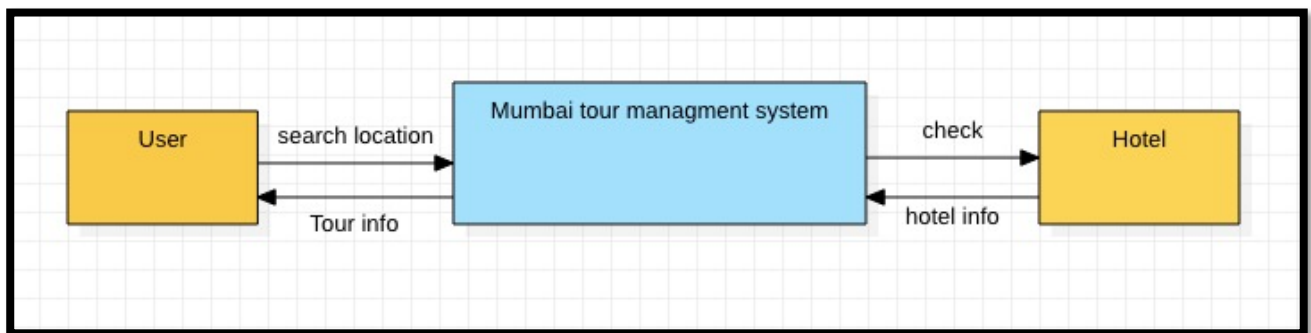 User
search location
Tour info
Mumbai tour managment system
check
hotel info
Hotel